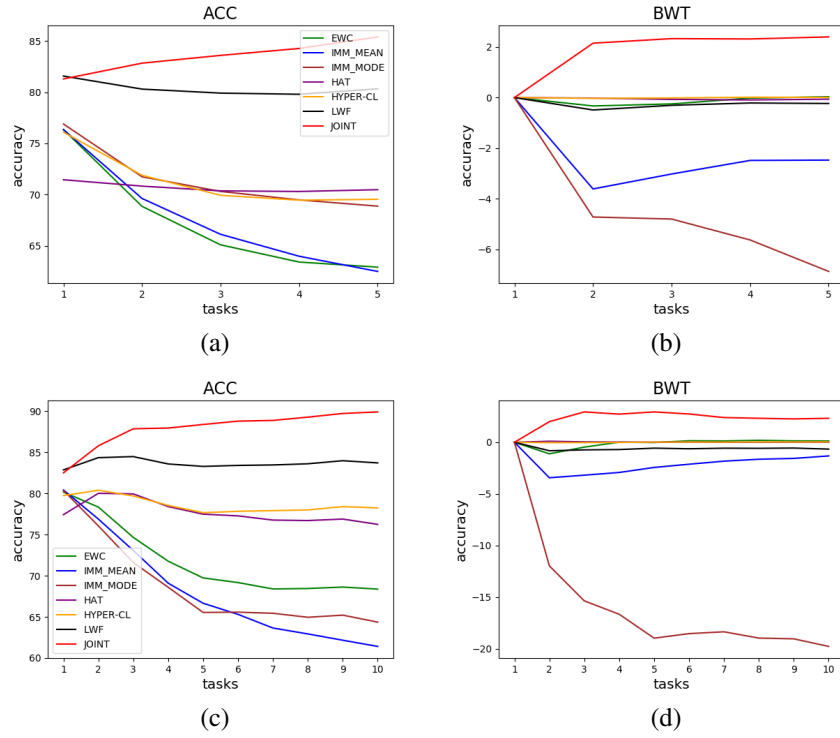 ACC
accuracy
85
80
75
70
65
1 2 3 4 5
tasks
EWC
IMM_MEAN
IMM_MODE
HAT
HYPER-CL
LWF
JOINT
(a)
BWT
accuracy
2
0
−2
−4
−6
1 2 3 4 5
tasks
(b)
ACC
accuracy
90
85
80
75
70
65
60
EWC
IMM_MEAN
IMM_MODE
HAT
HYPER-CL
LWF
JOINT
1 2 3 4 5 6 7 8 9 10
tasks
(c)
BWT
accuracy
0
−5
−10
−15
−20
1 2 3 4 5 6 7 8 9 10
tasks
(d)